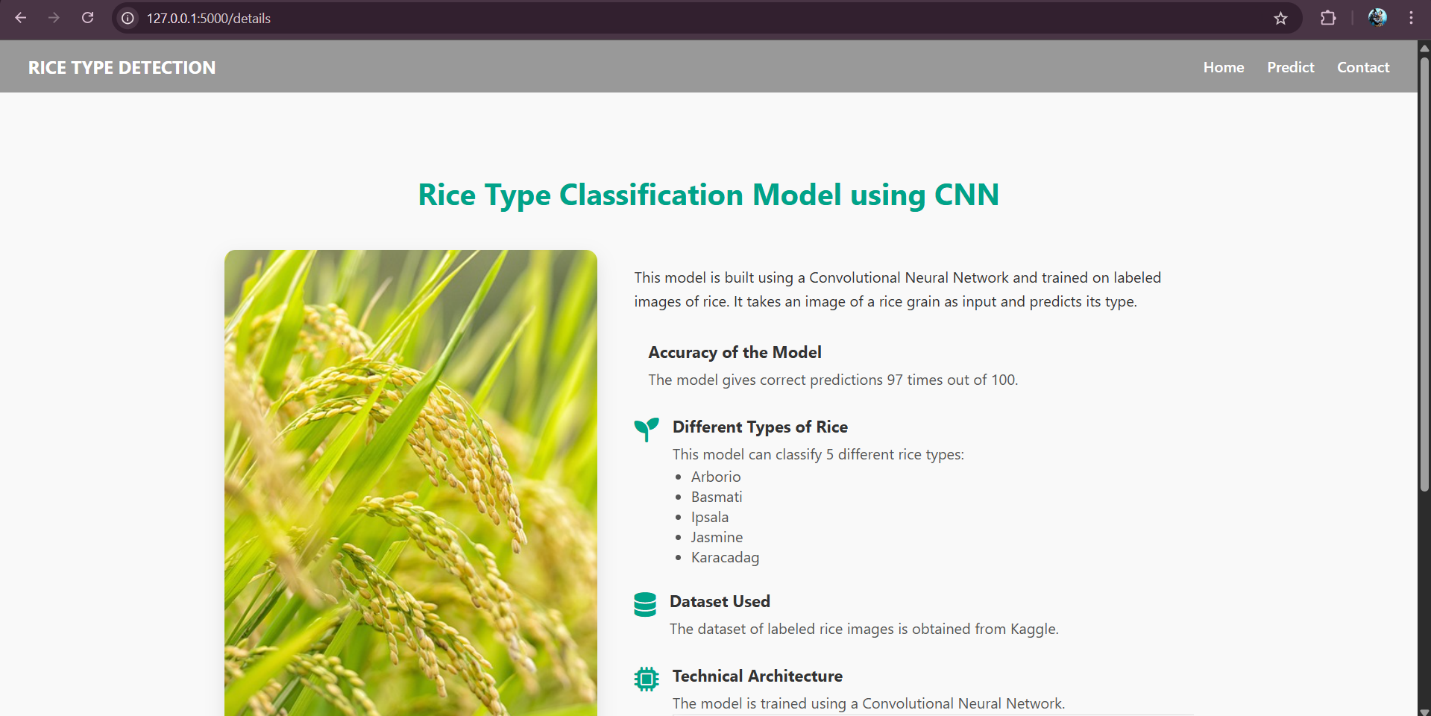 127.0.0.1:5000/details
RICE TYPE DETECTION
Home Predict Contact
Rice Type Classification Model using CNN
This model is built using a Convolutional Neural Network and trained on labeled
images of rice. It takes an image of a rice grain as input and predicts its type.
Accuracy of the Model
The model gives correct predictions 97 times out of 100.
Different Types of Rice
This model can classify 5 different rice types:
Arborio
Basmati
Ipsala
Jasmine
Karacadag
Dataset Used
The dataset of labeled rice images is obtained from Kaggle.
Technical Architecture
The model is trained using a Convolutional Neural Network.